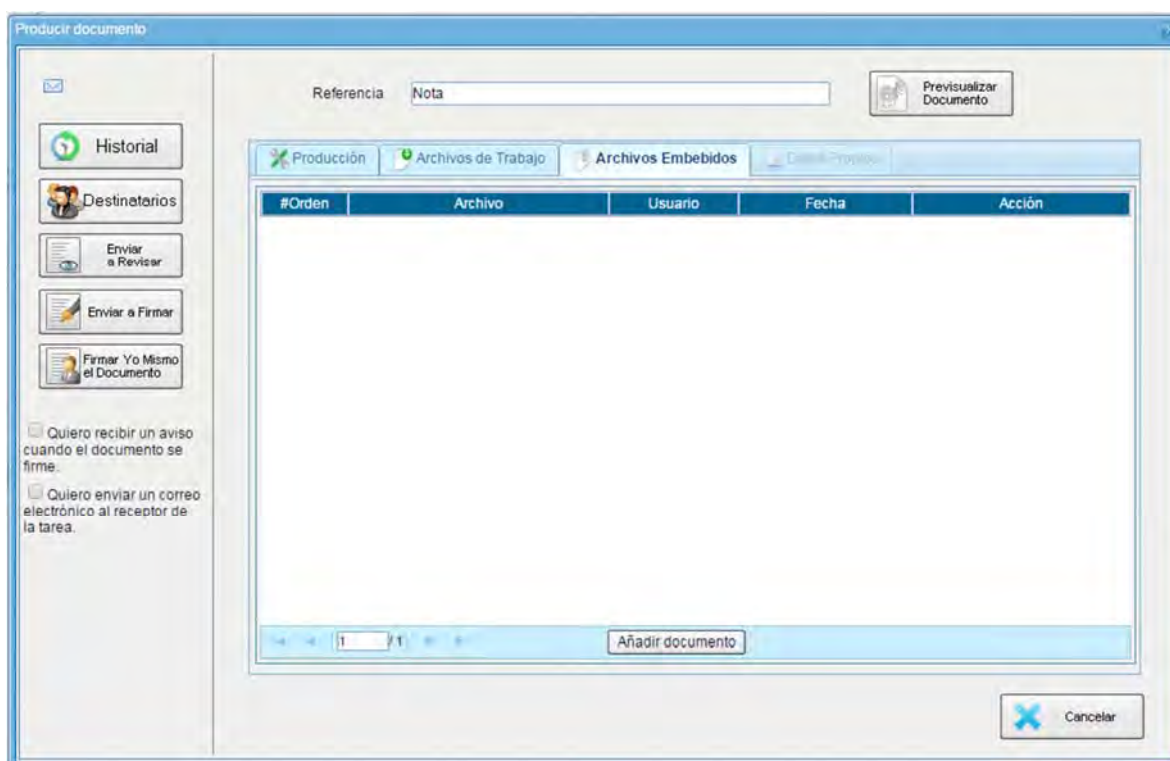 Producir documento
Referencia Nota
Previsualizar
Documento
Historial
Destinatarios
Enviar
a Revisar
Enviar a Firmar
Firmar Yo Mismo
el Documento
Quiero recibir un aviso
cuando el documento se
firme.
Quiero enviar un correo
electrónico al receptor de
la tarea.
Producción Archivos de Trabajo Archivos Embebidos
#Orden Archivo Usuario Fecha Acción
1 / 1 Añadir documento
Cancelar